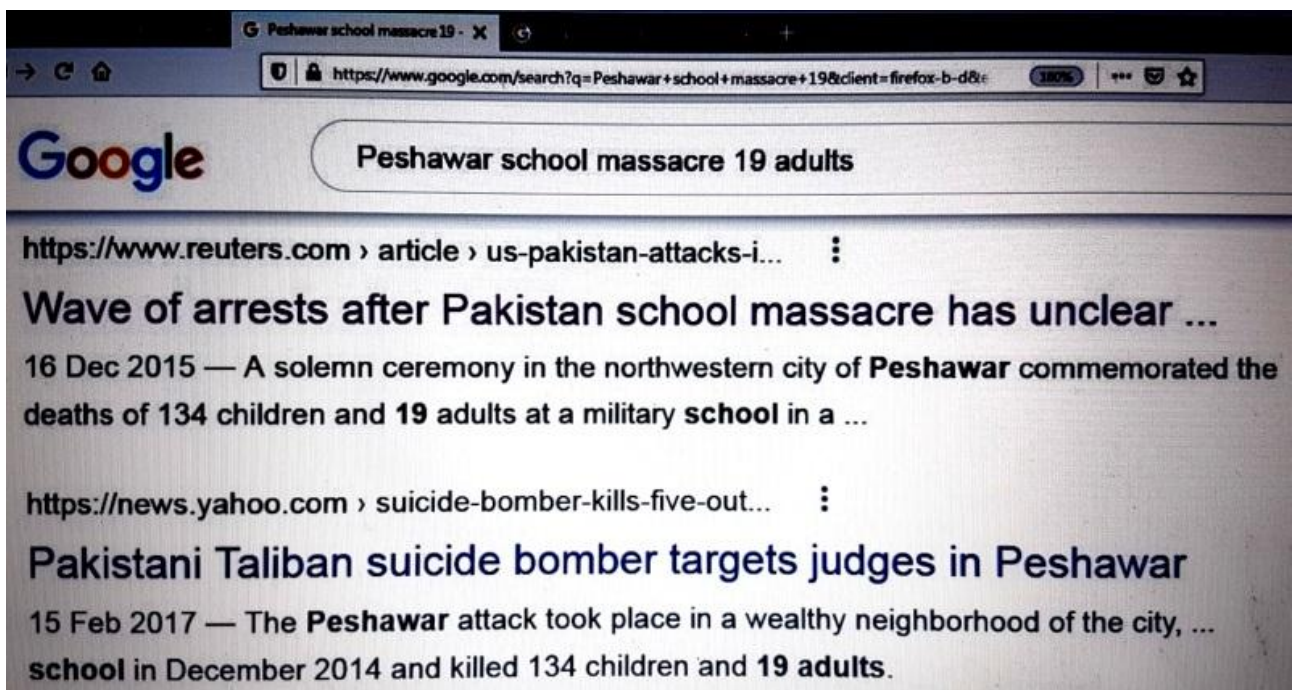 G Peshawar school massacre 19 - X G +
https://www.google.com/search?q=Peshawar+school+massacre+19&client=firefox-b-d&e 180% ...
Google Peshawar school massacre 19 adults
https://www.reuters.com › article › us-pakistan-attacks-i...
Wave of arrests after Pakistan school massacre has unclear ...
16 Dec 2015 — A solemn ceremony in the northwestern city of Peshawar commemorated the
deaths of 134 children and 19 adults at a military school in a ...
https://news.yahoo.com › suicide-bomber-kills-five-out...
Pakistani Taliban suicide bomber targets judges in Peshawar
15 Feb 2017 — The Peshawar attack took place in a wealthy neighborhood of the city, ...
school in December 2014 and killed 134 children and 19 adults.